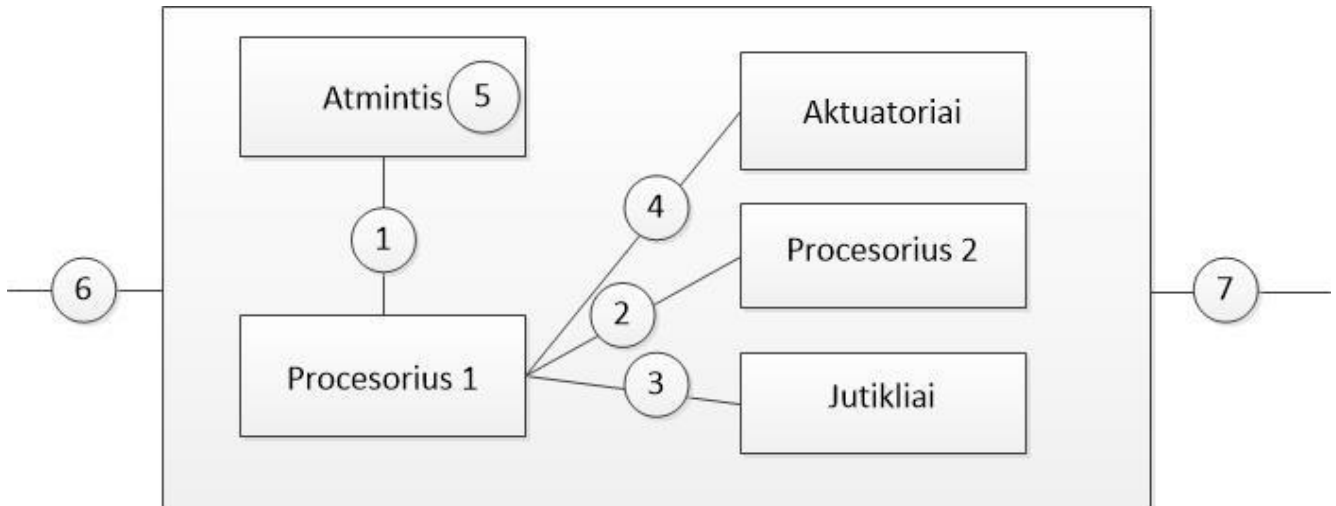 Atmintis 5
Aktuatoriai
4
1
Procesorius 2
6
7
2
Procesorius 1
3
Jutikliai